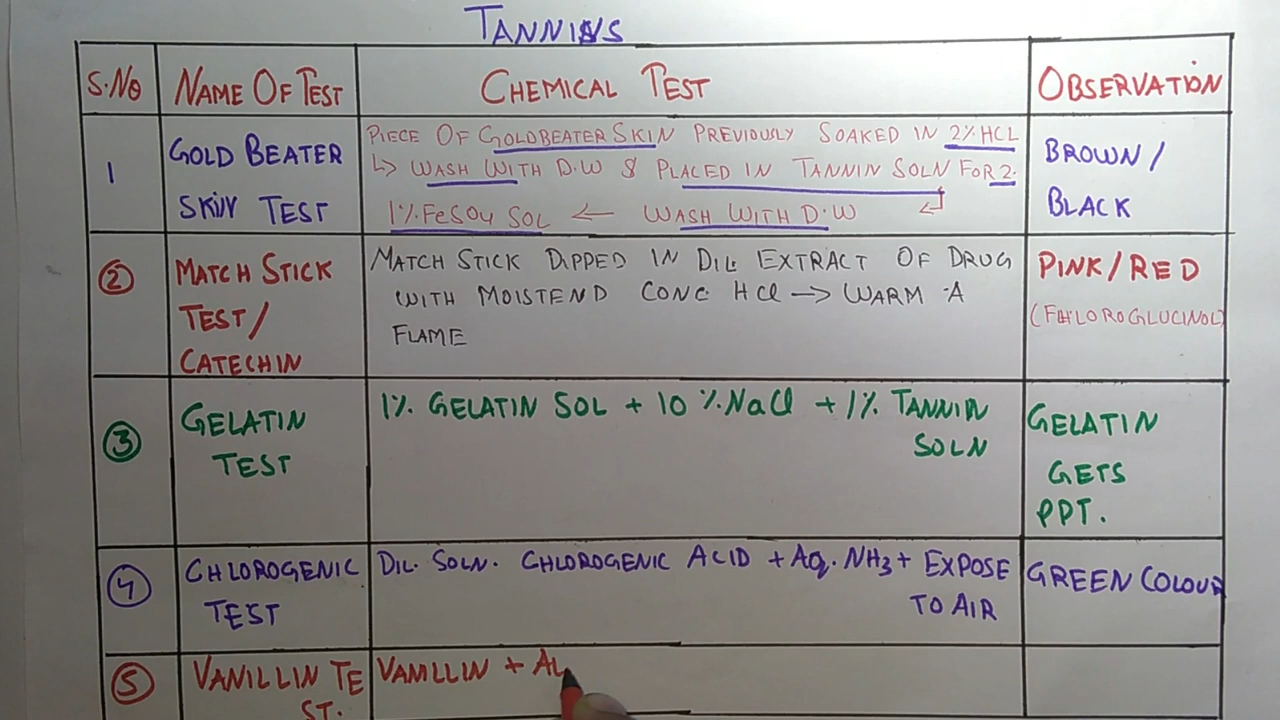 TANNINS
S.NO NAME OF TEST CHEMICAL TEST OBSERVATION
1 GOLD BEATER SKIN TEST
PIECE OF GOLDBEATER SKIN PREVIOUSLY SOAKED IN 2% HCL
↳ WASH WITH D.W & PLACED IN TANNIN SOLN FOR 2.
1% FeSO4 SOL ← WASH WITH D.W ↲
BROWN /
BLACK
2 MATCH STICK
TEST /
CATECHIN
MATCH STICK DIPPED IN DIL EXTRACT OF DRUG
WITH MOISTEND CONC HCl → WARM A
FLAME
PINK / RED
(FHLOROGLUCINOL)
3 GELATIN
TEST
1% GELATIN SOL + 10 % NaCl + 1% TANNIN
SOLN
GELATIN
GETS
PPT.
4 CHLOROGENIC
TEST
DIL. SOLN. CHLOROGENIC ACID + Aq. NH3 + EXPOSE
TO AIR
GREEN COLOUR
5 VANILLIN TE
ST.
VANILLIN + AL